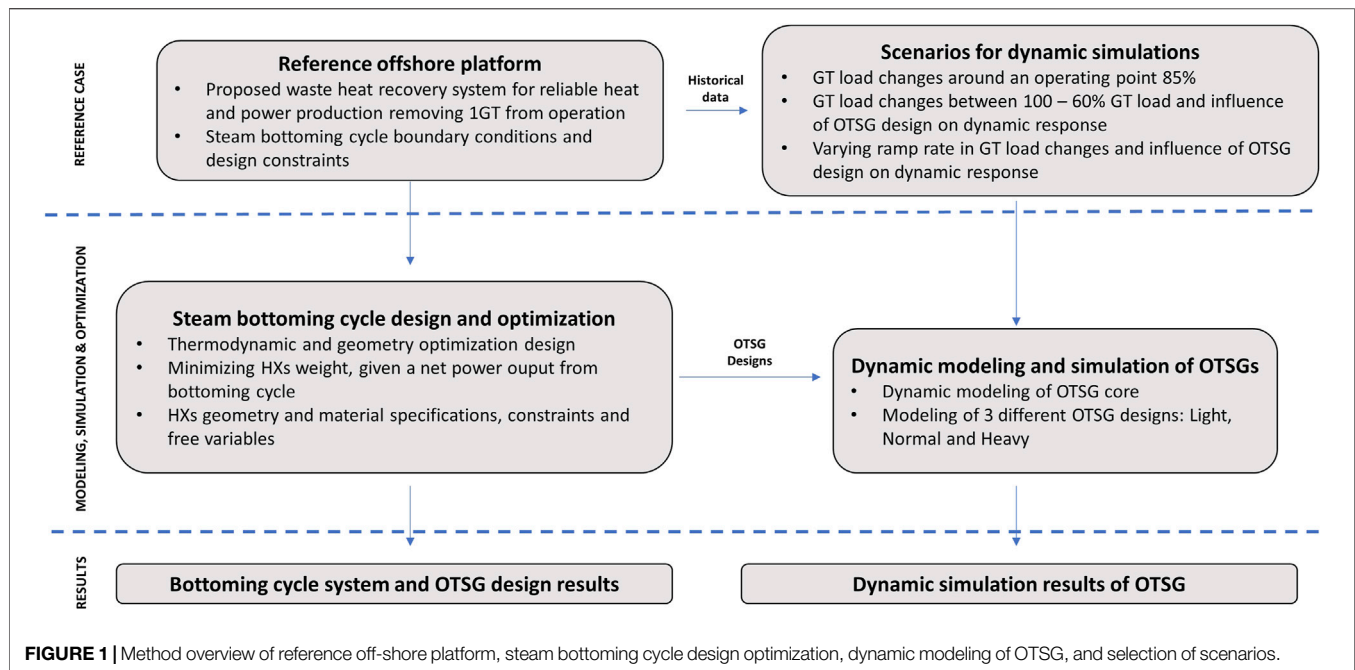 REFERENCE CASE
Reference offshore platform
• Proposed waste heat recovery system for reliable heat
and power production removing 1GT from operation
• Steam bottoming cycle boundary conditions and
design constraints
Historical
data
Scenarios for dynamic simulations
• GT load changes around an operating point 85%
• GT load changes between 100 – 60% GT load and influence
of OTSG design on dynamic response
• Varying ramp rate in GT load changes and influence of OTSG
design on dynamic response
MODELING, SIMULATION & OPTIMIZATION
Steam bottoming cycle design and optimization
• Thermodynamic and geometry optimization design
• Minimizing HXs weight, given a net power ouput from
bottoming cycle
• HXs geometry and material specifications, constraints and
free variables
OTSG
Designs
Dynamic modeling and simulation of OTSGs
• Dynamic modeling of OTSG core
• Modeling of 3 different OTSG designs: Light,
Normal and Heavy
RESULTS
Bottoming cycle system and OTSG design results
Dynamic simulation results of OTSG
FIGURE 1 | Method overview of reference off-shore platform, steam bottoming cycle design optimization, dynamic modeling of OTSG, and selection of scenarios.